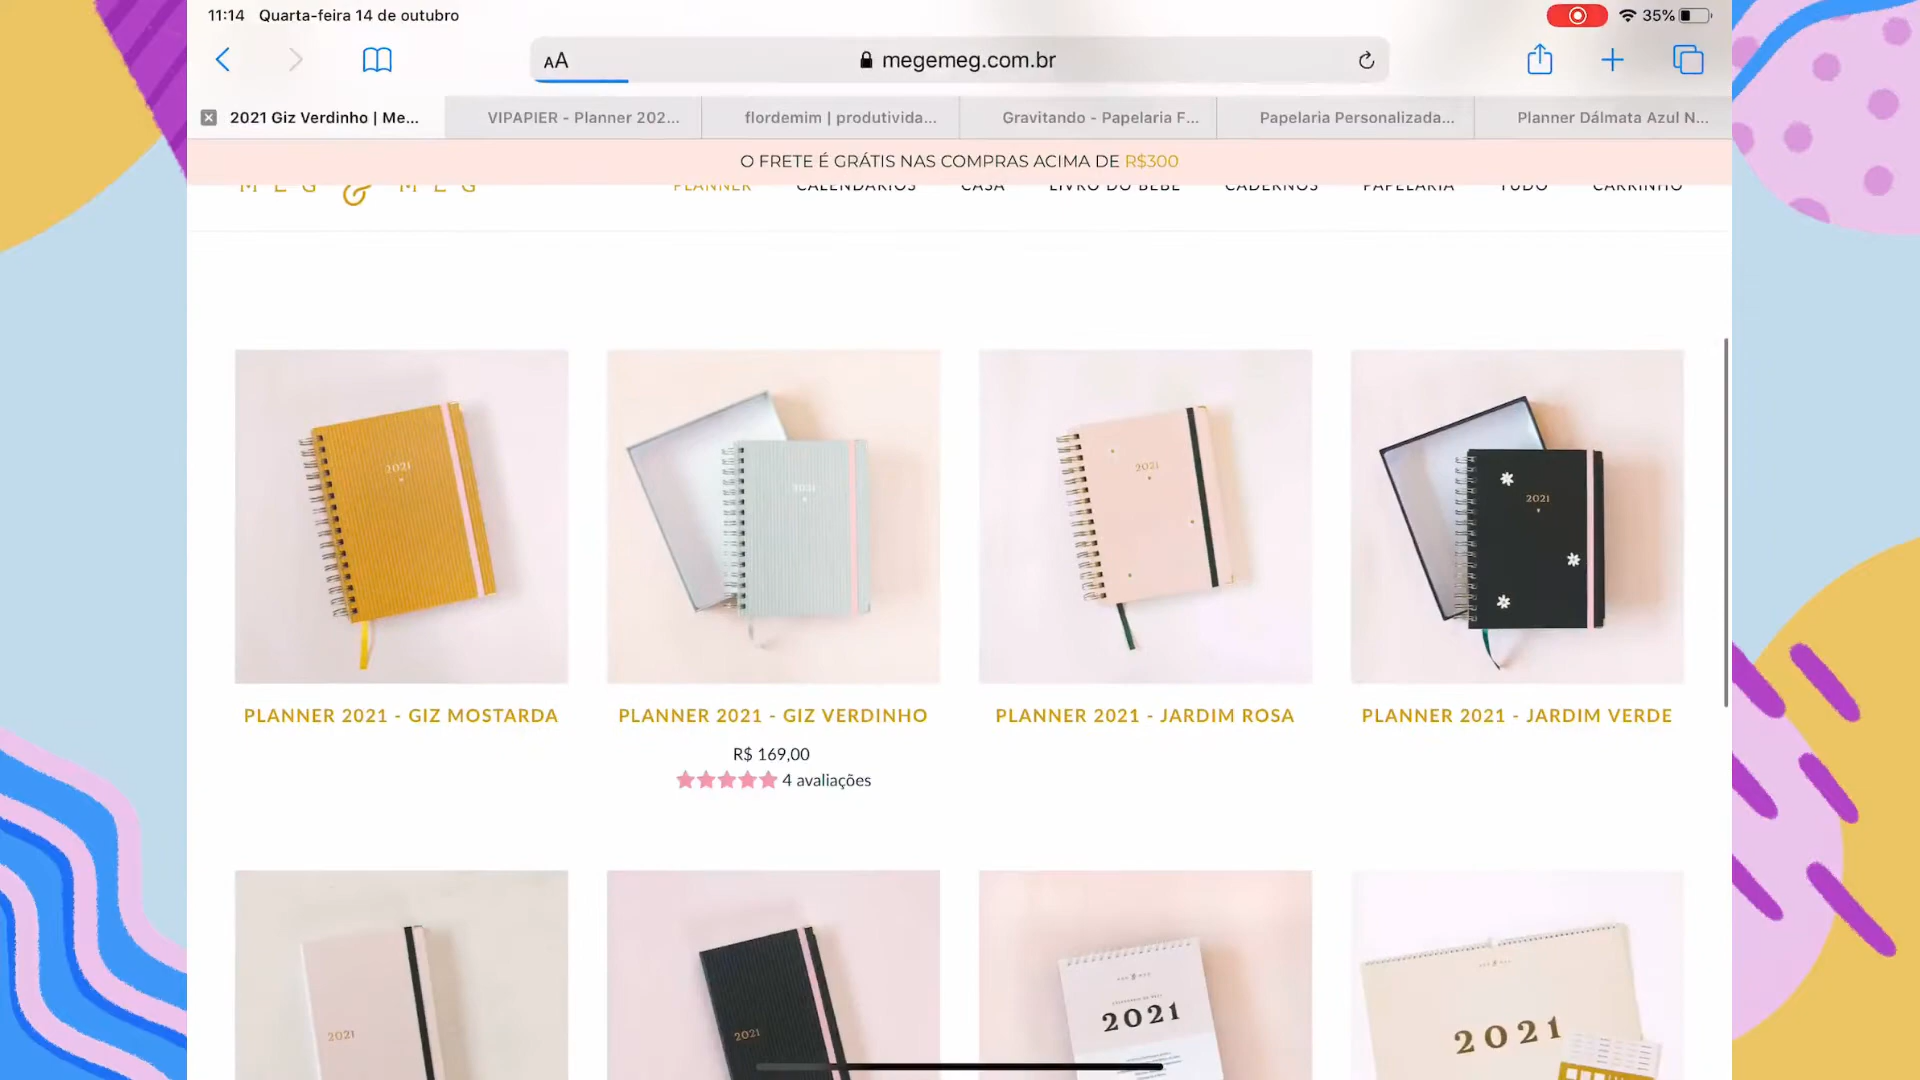 11:14 Quarta-feira 14 de outubro
35%
AA megemeg.com.br
2021 Giz Verdinho | Me...
VIPAPIER - Planner 202...
flordemim | produtivida...
Gravitando - Papelaria F...
Papelaria Personalizada...
Planner Dálmata Azul N...
O FRETE É GRÁTIS NAS COMPRAS ACIMA DE R$300
MEG & MEG
PLANNER CALENDÁRIOS CASA LIVRO DO BEBÊ CADERNOS PAPELARIA TUDO CARRINHO
2021
2021
2021
2021
PLANNER 2021 - GIZ MOSTARDA
PLANNER 2021 - GIZ VERDINHO
PLANNER 2021 - JARDIM ROSA
PLANNER 2021 - JARDIM VERDE
R$ 169,00
4 avaliações
2021
2021
2021
2021